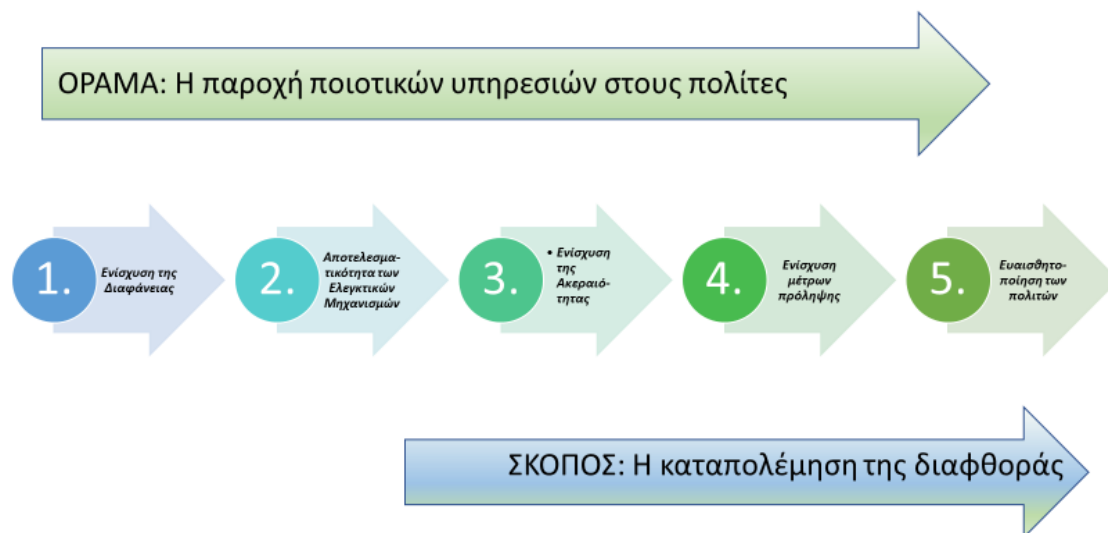 ΟΡΑΜΑ: Η παροχή ποιοτικών υπηρεσιών στους πολίτες
1.
Ενίσχυση της
Διαφάνειας
2.
Αποτελεσμα-
τικότητα των
Ελεγκτικών
Μηχανισμών
3.
• Ενίσχυση
της
Ακεραιό-
τητας
4.
Ενίσχυση
μέτρων
πρόληψης
5.
Ευαισθητο-
ποίηση των
πολιτών
ΣΚΟΠΟΣ: Η καταπολέμηση της διαφθοράς